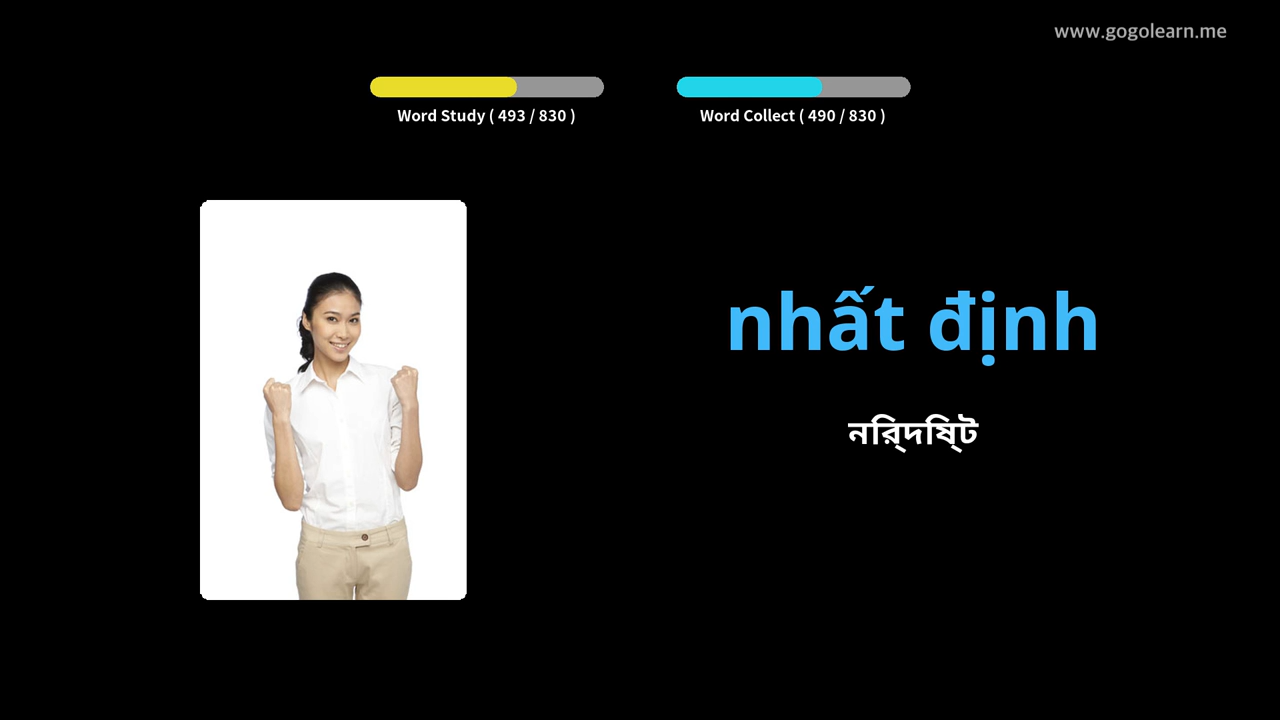 www.gogolearn.me
Word Study ( 493 / 830 )
Word Collect ( 490 / 830 )
nhất định
নির্দিষ্ট